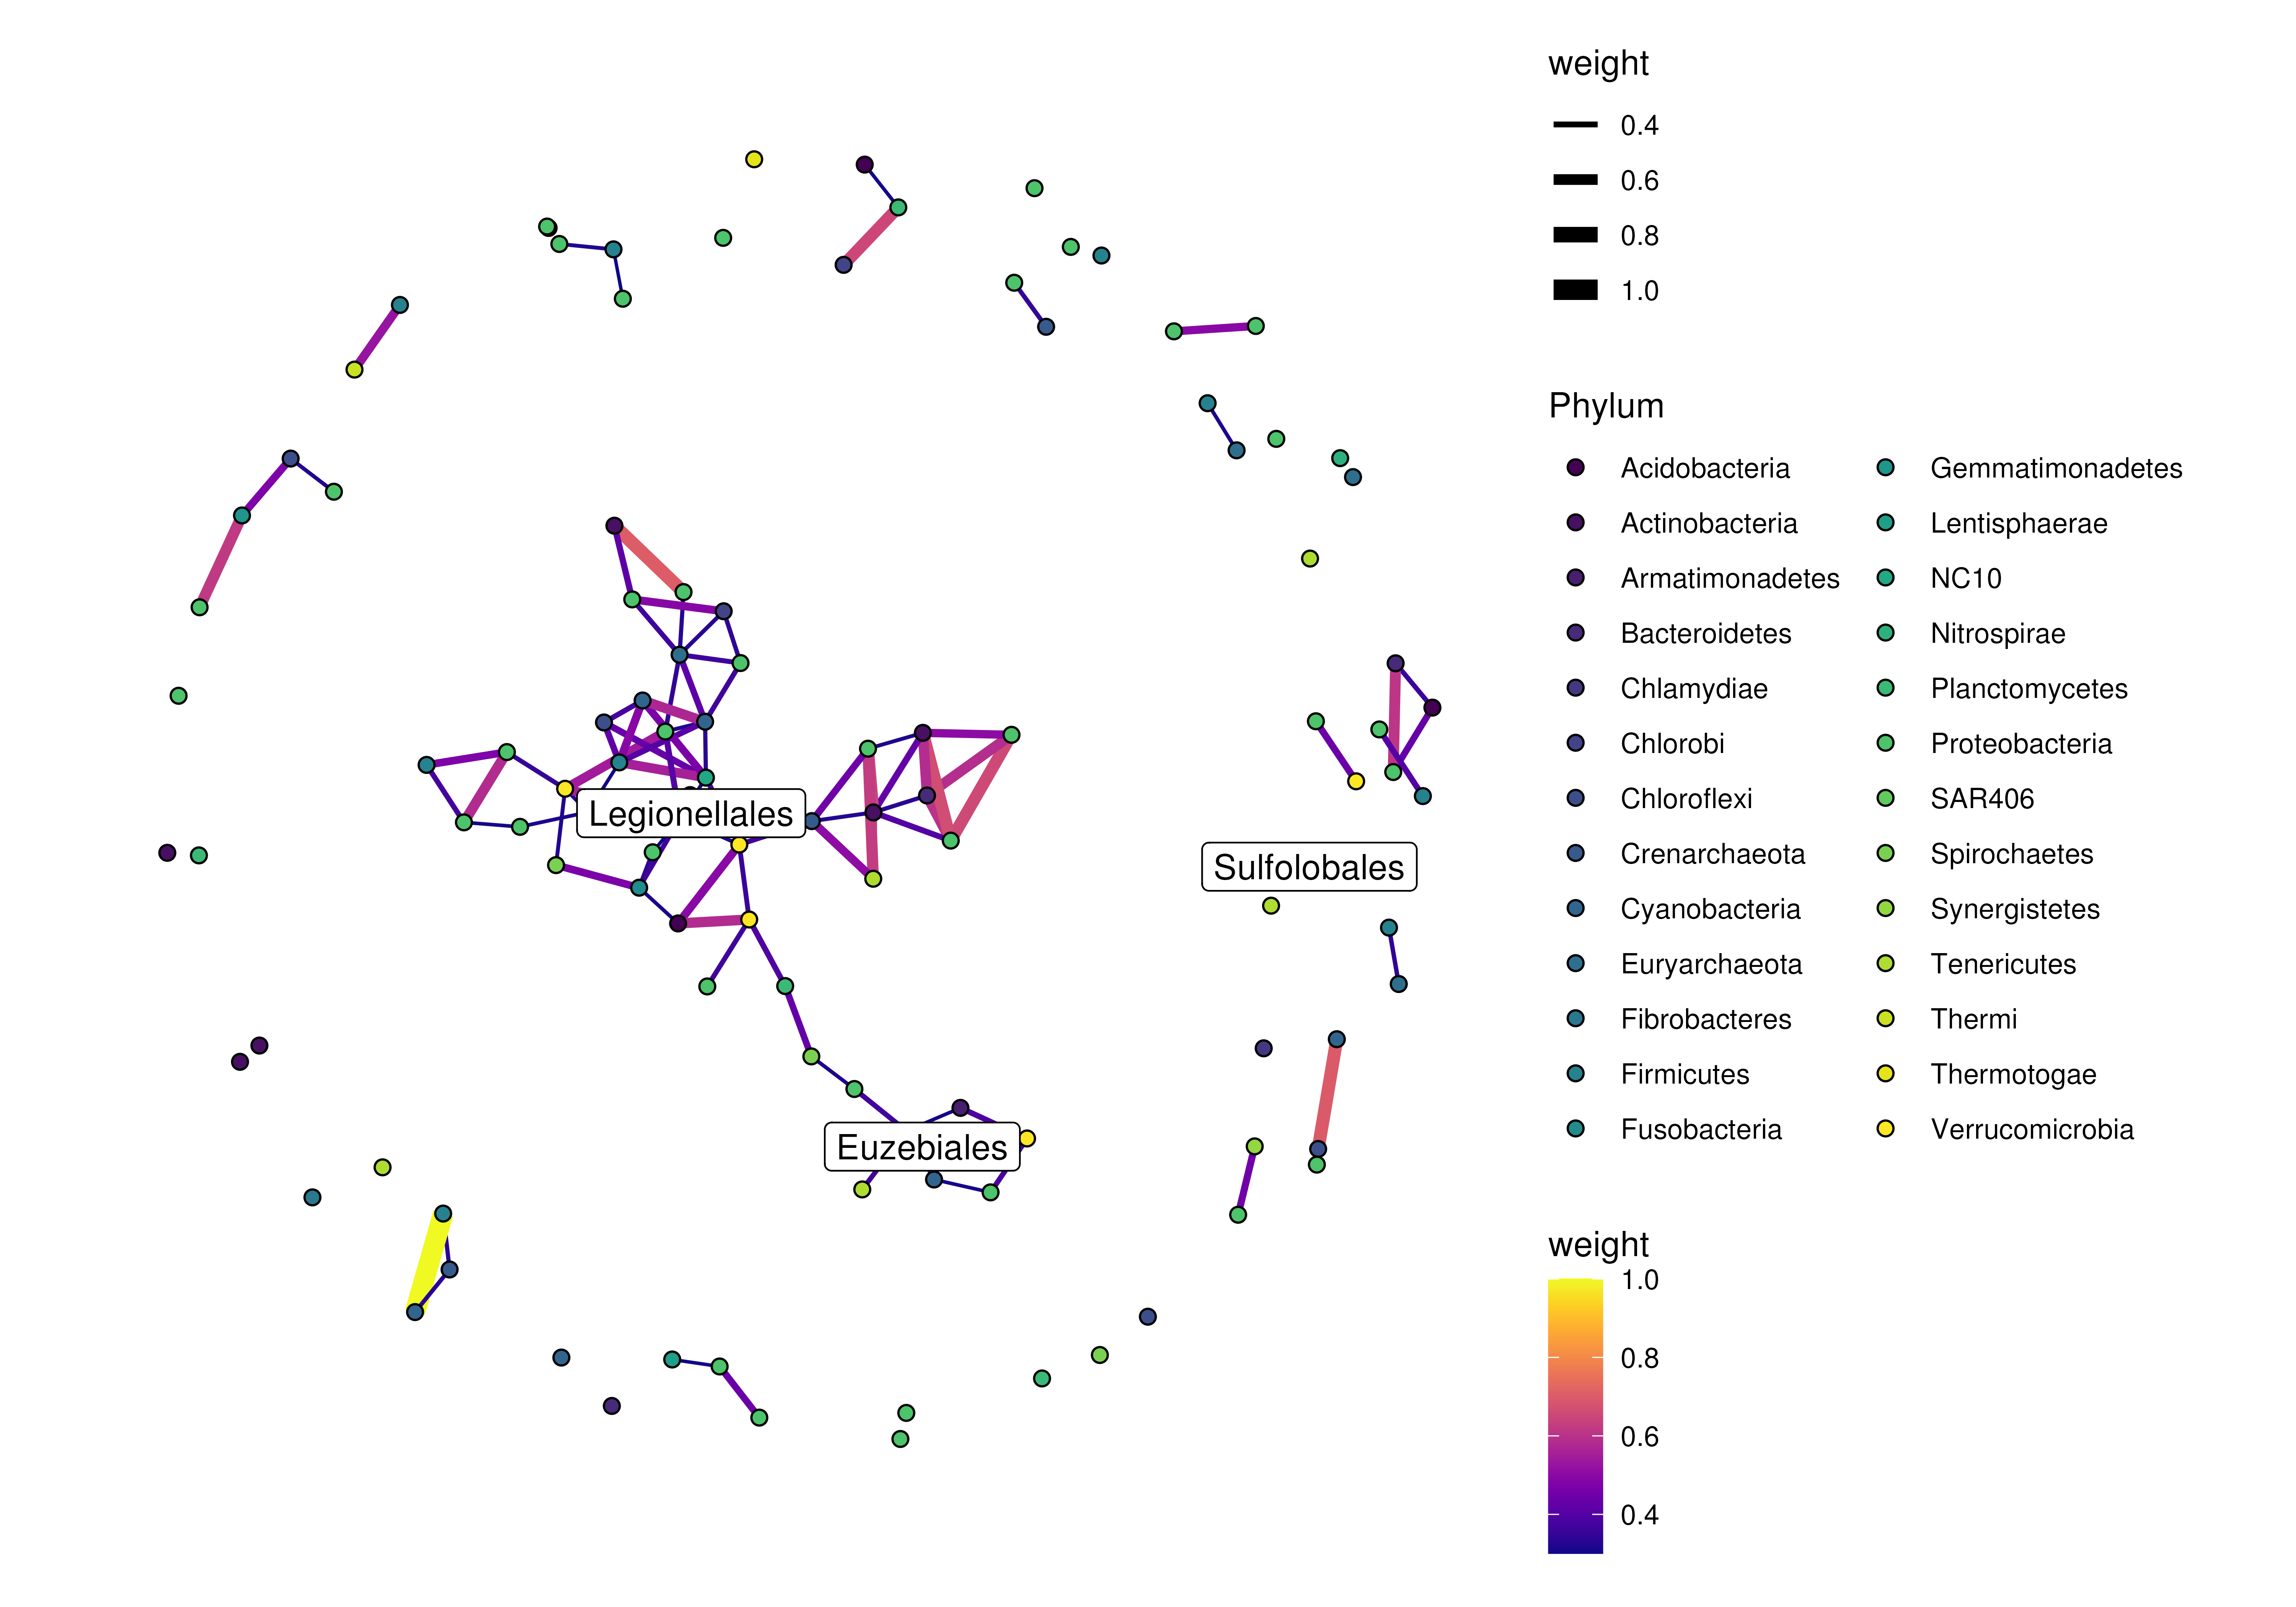 weight
0.4
0.6
0.8
1.0
Phylum
Acidobacteria
Actinobacteria
Armatimonadetes
Bacteroidetes
Chlamydiae
Chlorobi
Chloroflexi
Crenarchaeota
Cyanobacteria
Euryarchaeota
Fibrobacteres
Firmicutes
Fusobacteria
Gemmatimonadetes
Lentisphaerae
NC10
Nitrospirae
Planctomycetes
Proteobacteria
SAR406
Spirochaetes
Synergistetes
Tenericutes
Thermi
Thermotogae
Verrucomicrobia
weight
1.0
0.8
0.6
0.4
Legionellales
Sulfolobales
Euzebiales